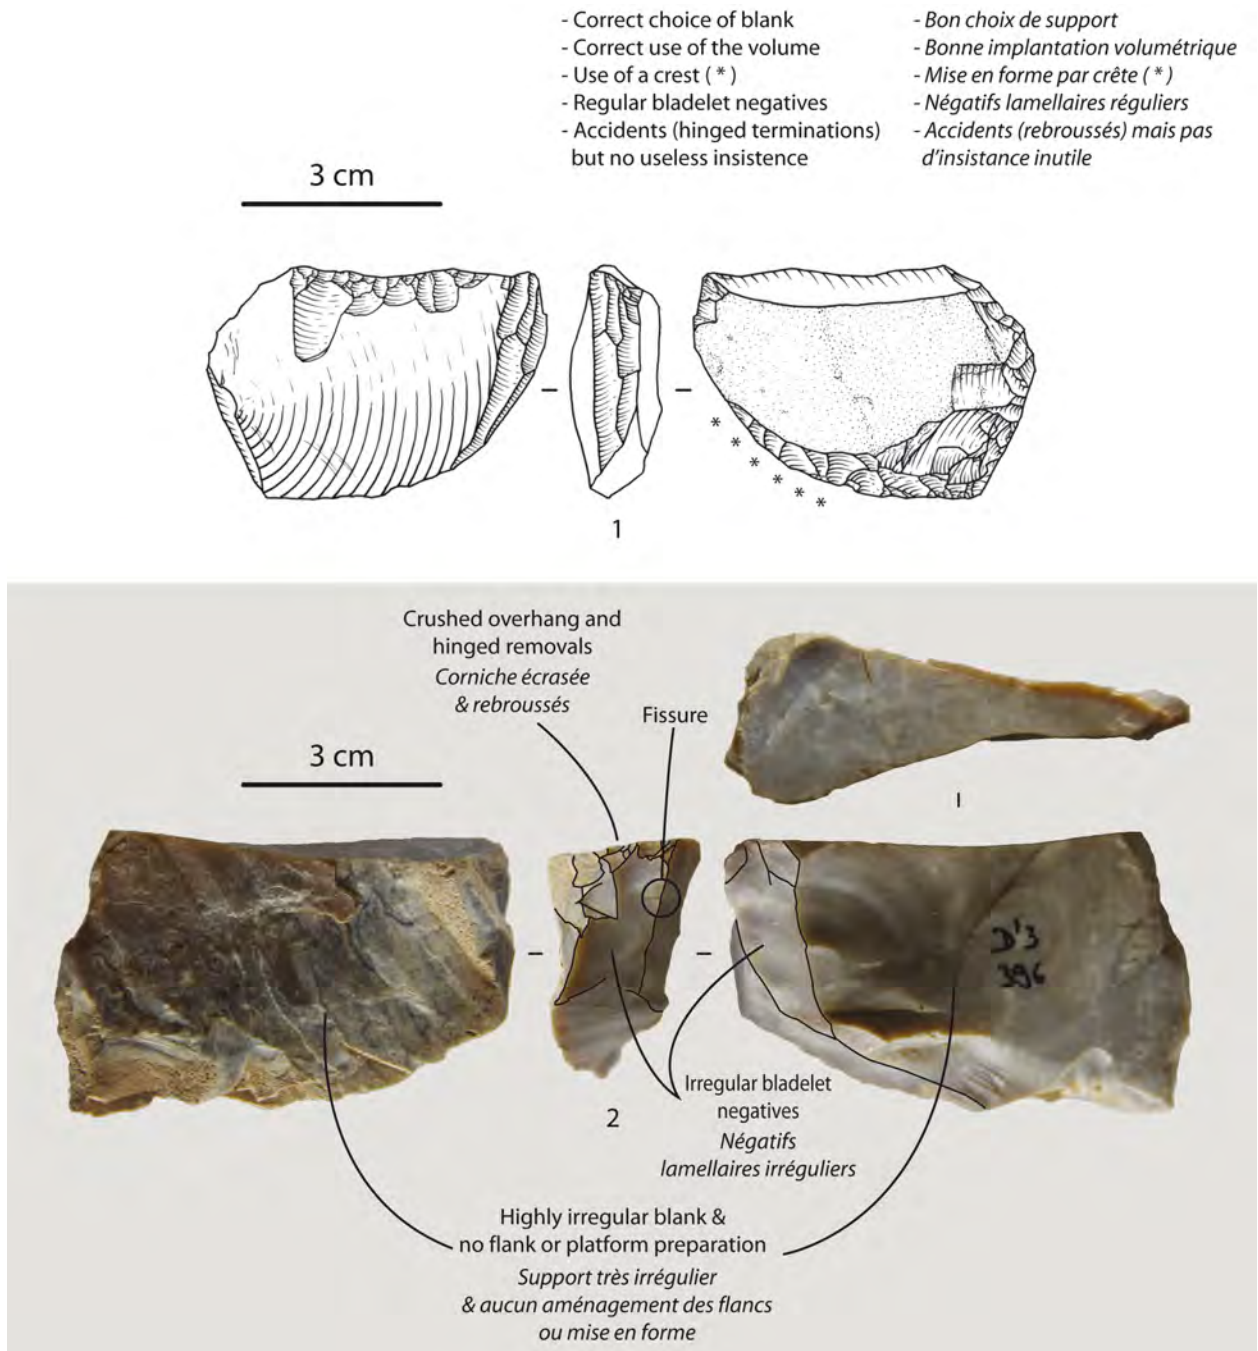 - Correct choice of blank
- Correct use of the volume
- Use of a crest ( * )
- Regular bladelet negatives
- Accidents (hinged terminations)
but no useless insistence
- Bon choix de support
- Bonne implantation volumétrique
- Mise en forme par crête ( * )
- Négatifs lamellaires réguliers
- Accidents (rebroussés) mais pas
d'insistance inutile
3 cm
* * * * * *
1
Crushed overhang and
hinged removals
Corniche écrasée
& rebroussés
Fissure
3 cm
D'3
396
2
Irregular bladelet
negatives
Négatifs
lamellaires irréguliers
Highly irregular blank &
no flank or platform preparation
Support très irrégulier
& aucun aménagement des flancs
ou mise en forme